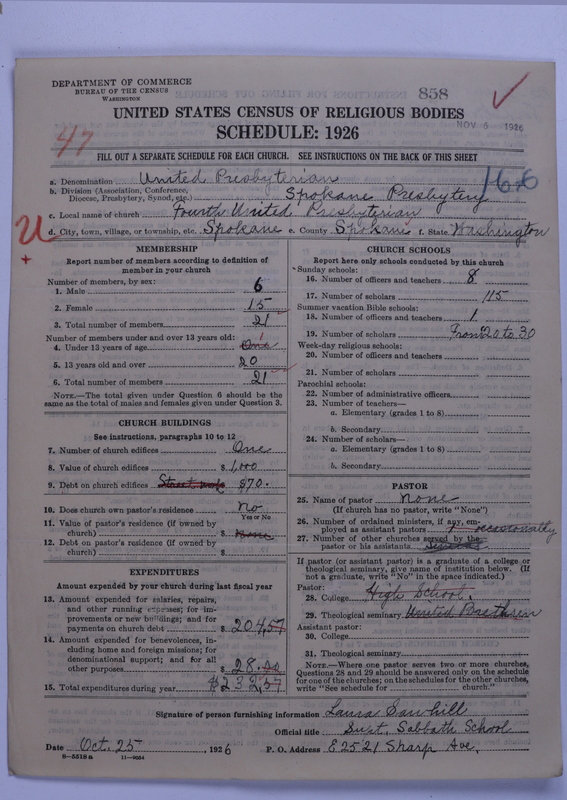 DEPARTMENT OF COMMERCE
BUREAU OF THE CENSUS
WASHINGTON
858
UNITED STATES CENSUS OF RELIGIOUS BODIES
NOV 5 1926
SCHEDULE: 1926
47
FILL OUT A SEPARATE SCHEDULE FOR EACH CHURCH. SEE INSTRUCTIONS ON THE BACK OF THIS SHEET
a. Denomination United Presbyterian
b. Division (Association, Conference, Diocese, Presbytery, Synod, etc.) Spokane Presbytery
c. Local name of church Fourth United Presbyterian
U
d. City, town, village, or township, etc. Spokane e. County Spokane f. State Washington
MEMBERSHIP
Report number of members according to definition of
member in your church
Number of members, by sex:
1. Male 6
2. Female 15
3. Total number of members 21
Number of members under and over 13 years old:
4. Under 13 years of age One
5. 13 years old and over 20
6. Total number of members 21
NOTE.—The total given under Question 6 should be the
same as the total of males and females given under Question 3.
CHURCH BUILDINGS
See instructions, paragraphs 10 to 12
7. Number of church edifices One
8. Value of church edifices $ 1,000
9. Debt on church edifices $70.
10. Does church own pastor's residence No
Yes or No
11. Value of pastor's residence (if owned by
church) $ None
12. Debt on pastor's residence (if owned by
church) $
EXPENDITURES
Amount expended by your church during last fiscal year
13. Amount expended for salaries, repairs,
and other running expenses; for im-
provements or new buildings; and for
payments on church debt $ 204,57
14. Amount expended for benevolences, in-
cluding home and foreign missions; for
denominational support; and for all
other purposes $ 28.00
15. Total expenditures during year $232,57
CHURCH SCHOOLS
Report here only schools conducted by this church
Sunday schools:
16. Number of officers and teachers 8
17. Number of scholars 115
Summer vacation Bible schools:
18. Number of officers and teachers 1
19. Number of scholars From 20 to 30
Week-day religious schools:
20. Number of officers and teachers
21. Number of scholars
Parochial schools:
22. Number of administrative officers
23. Number of teachers—
a. Elementary (grades 1 to 8)
b. Secondary
24. Number of scholars—
a. Elementary (grades 1 to 8)
b. Secondary
PASTOR
25. Name of pastor None
(If church has no pastor, write "None")
26. Number of ordained ministers, if any, em-
ployed as assistant pastors 1 occasionally
27. Number of other churches served by the
pastor or his assistants
If pastor (or assistant pastor) is a graduate of a college or
theological seminary, give name of institution below. (If
not a graduate, write "No" in the space indicated.)
Pastor:
28. College High School.
29. Theological seminary United Brethren
Assistant pastor:
30. College
31. Theological seminary
NOTE.—Where one pastor serves two or more churches,
Questions 28 and 29 should be answered only on the schedule
for one of the churches; on the schedules for the other churches,
write "See schedule for church."
Signature of person furnishing information Laura Sawhill
Official title Supt. Sabbath School
Date Oct. 25, 1926 P. O. Address E 2521 Sharp Ave.
8—5518 a 11—9084